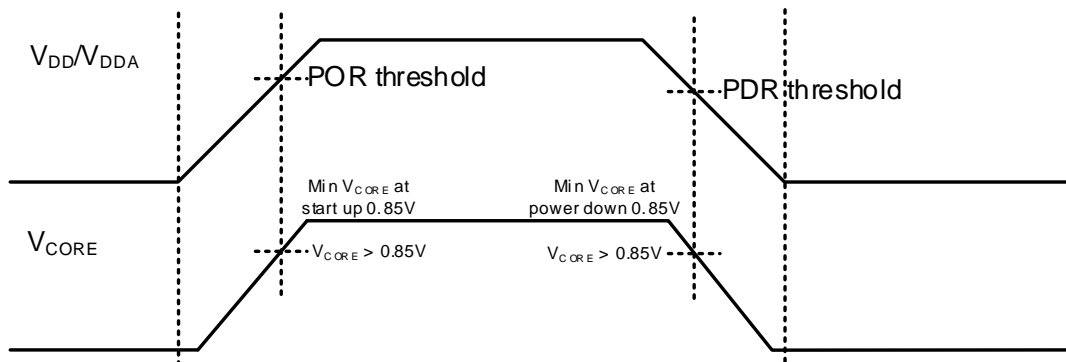 VDD/VDDA
POR threshold
PDR threshold
Min VCORE at
start up 0.85V
Min VCORE at
power down 0.85V
VCORE
VCORE > 0.85V
VCORE > 0.85V